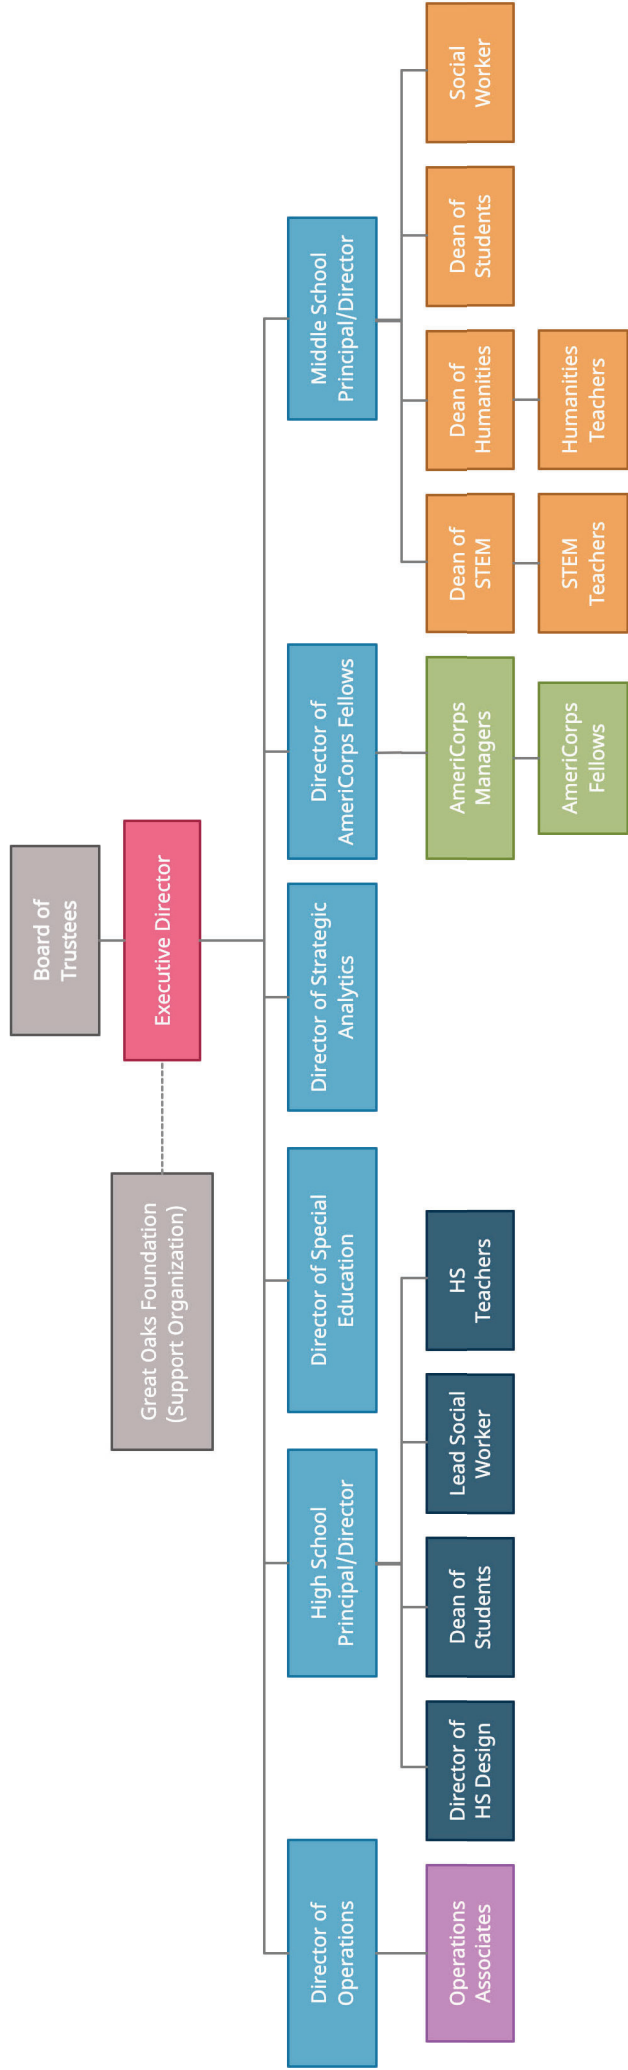 Board of
Trustees
Great Oaks Foundation
(Support Organization)
Executive Director
Director of
Operations
High School
Principal/Director
Director of Special
Education
Director of Strategic
Analytics
Director of
AmeriCorps Fellows
Middle School
Principal/Director
Operations
Associates
Director of
HS Design
Dean of
Students
Lead Social
Worker
HS
Teachers
AmeriCorps
Managers
Dean of
STEM
Dean of
Humanities
Dean of
Students
Social
Worker
AmeriCorps
Fellows
STEM
Teachers
Humanities
Teachers